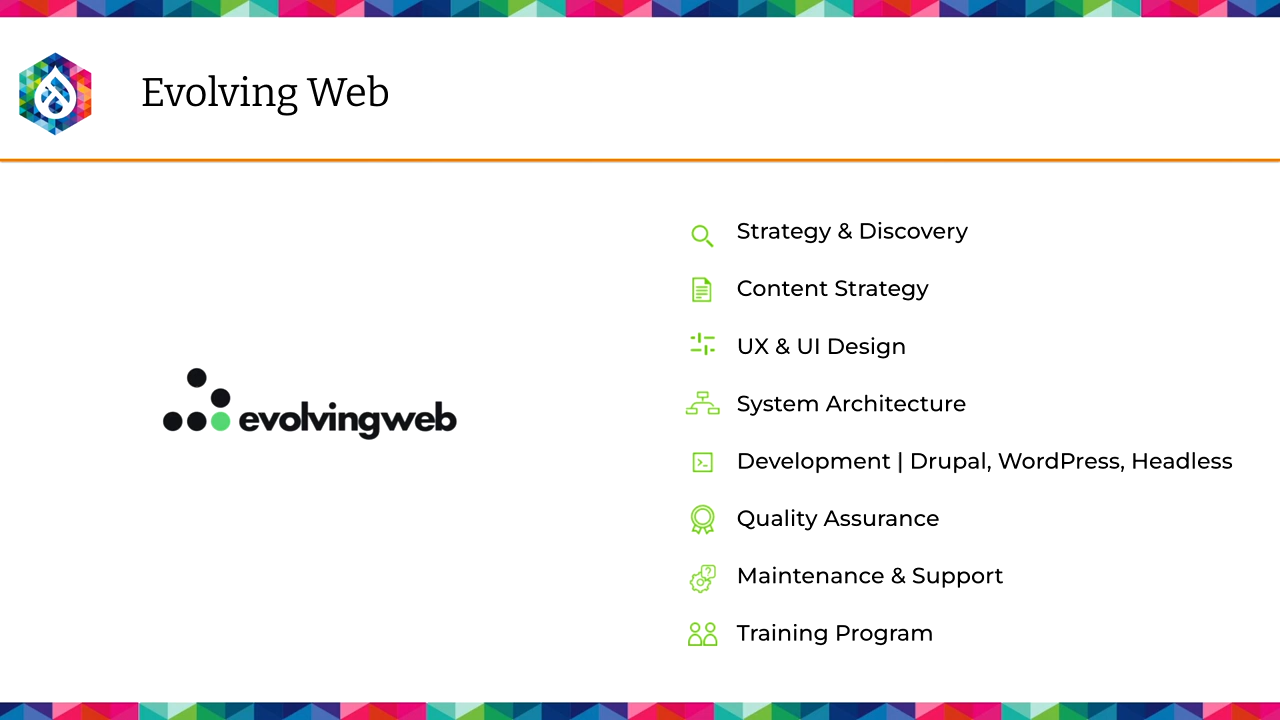 Evolving Web
evolvingweb
Strategy & Discovery
Content Strategy
UX & UI Design
System Architecture
Development | Drupal, WordPress, Headless
Quality Assurance
Maintenance & Support
Training Program